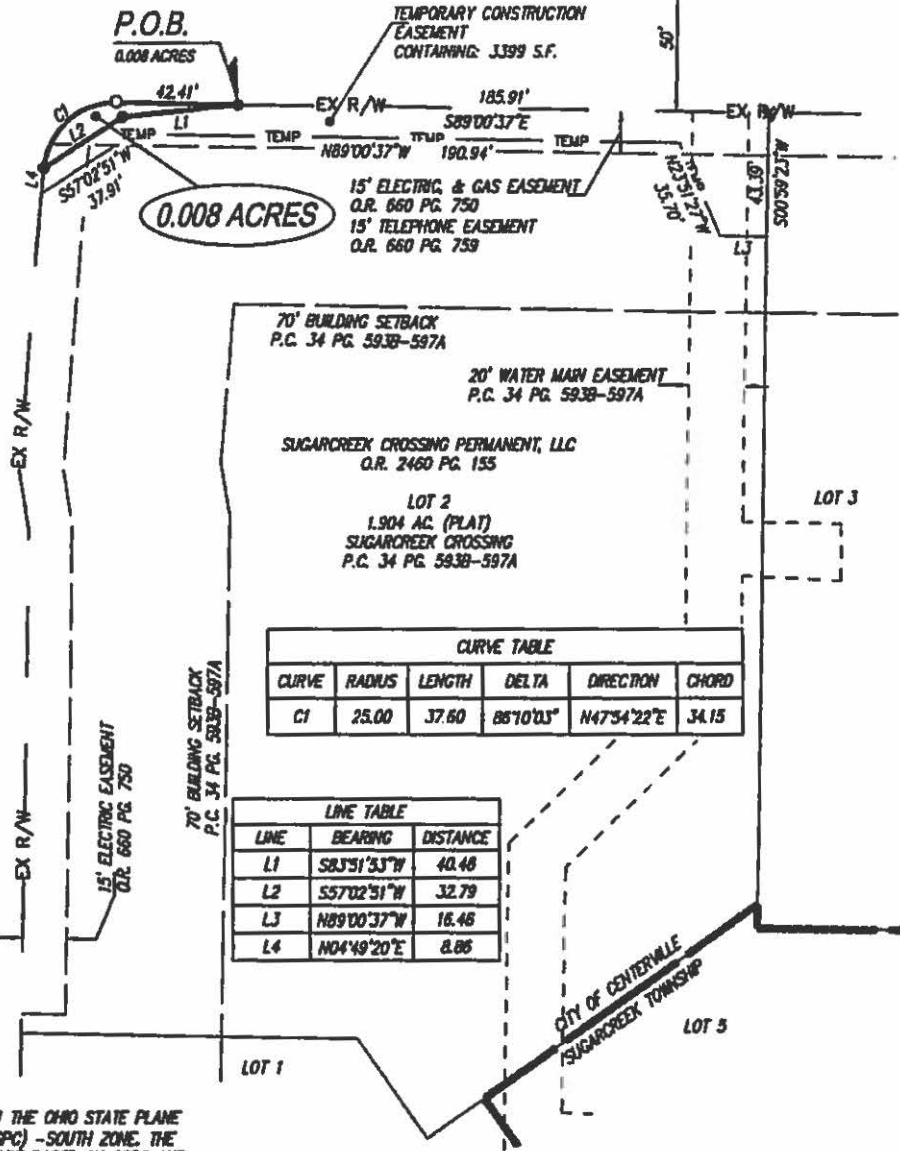 P.O.B.
0.008 ACRES
TEMPORARY CONSTRUCTION
EASEMENT
CONTAINING: 3399 S.F.
50'
C1
42.41'
EX R/W
185.91'
S89°00'37"E
EX R/W
L2
L1
TEMP
TEMP
TEMP
TEMP
N89°00'37"W 190.94'
L4
S57°02'51"W
37.91'
0.008 ACRES
15' ELECTRIC, & GAS EASEMENT
O.R. 660 PG. 750
15' TELEPHONE EASEMENT
O.R. 660 PG. 759
TEMP
N23°51'27"W
35.70'
43.39'
S00°59'23"W
L3
70' BUILDING SETBACK
P.C. 34 PG. 593B-597A
20' WATER MAIN EASEMENT
P.C. 34 PG. 593B-597A
EX R/W
SUGARCREEK CROSSING PERMANENT, LLC
O.R. 2460 PG. 155
LOT 2
1.904 AC. (PLAT)
SUGARCREEK CROSSING
P.C. 34 PG. 593B-597A
LOT 3
CURVE TABLE
CURVE RADIUS LENGTH DELTA DIRECTION CHORD
C1 25.00 37.60 86°10'03" N47°54'22"E 34.15
70' BUILDING SETBACK
P.C. 34 PG. 593B-597A
15' ELECTRIC EASEMENT
O.R. 660 PG. 750
EX R/W
LINE TABLE
LINE BEARING DISTANCE
L1 S83°51'53"W 40.48
L2 S57°02'51"W 32.79
L3 N89°00'37"W 16.46
L4 N04°49'20"E 8.86
CITY OF CENTERVILLE
SUGARCREEK TOWNSHIP
LOT 5
LOT 1
THE OHIO STATE PLANE
SPC) -SOUTH ZONE. THE